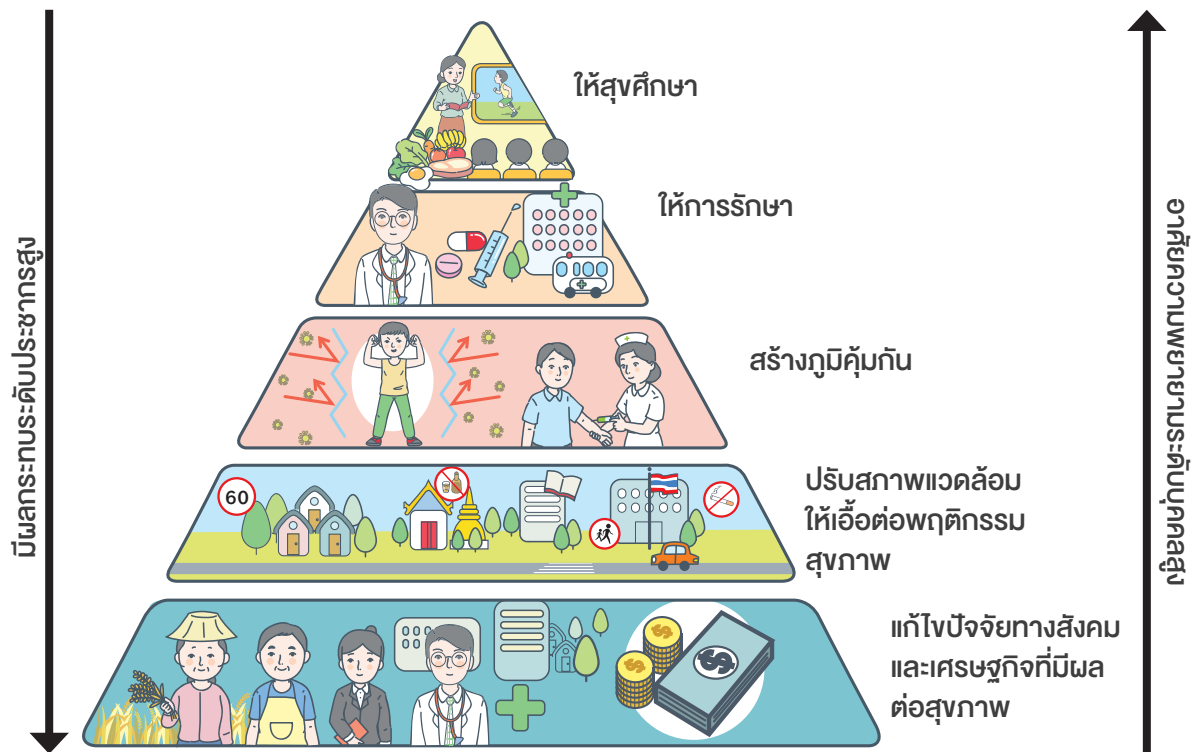 ให้สุขศึกษา
ให้การรักษา
สร้างภูมิคุ้มกัน
ปรับสภาพแวดล้อม
ให้เอื้อต่อพฤติกรรม
สุขภาพ
60
แก้ไขปัจจัยทางสังคม
และเศรษฐกิจที่มีผล
ต่อสุขภาพ
มีผลกระทบระดับประชากรสูง
อาศัยความพยายามระดับบุคคลสูง